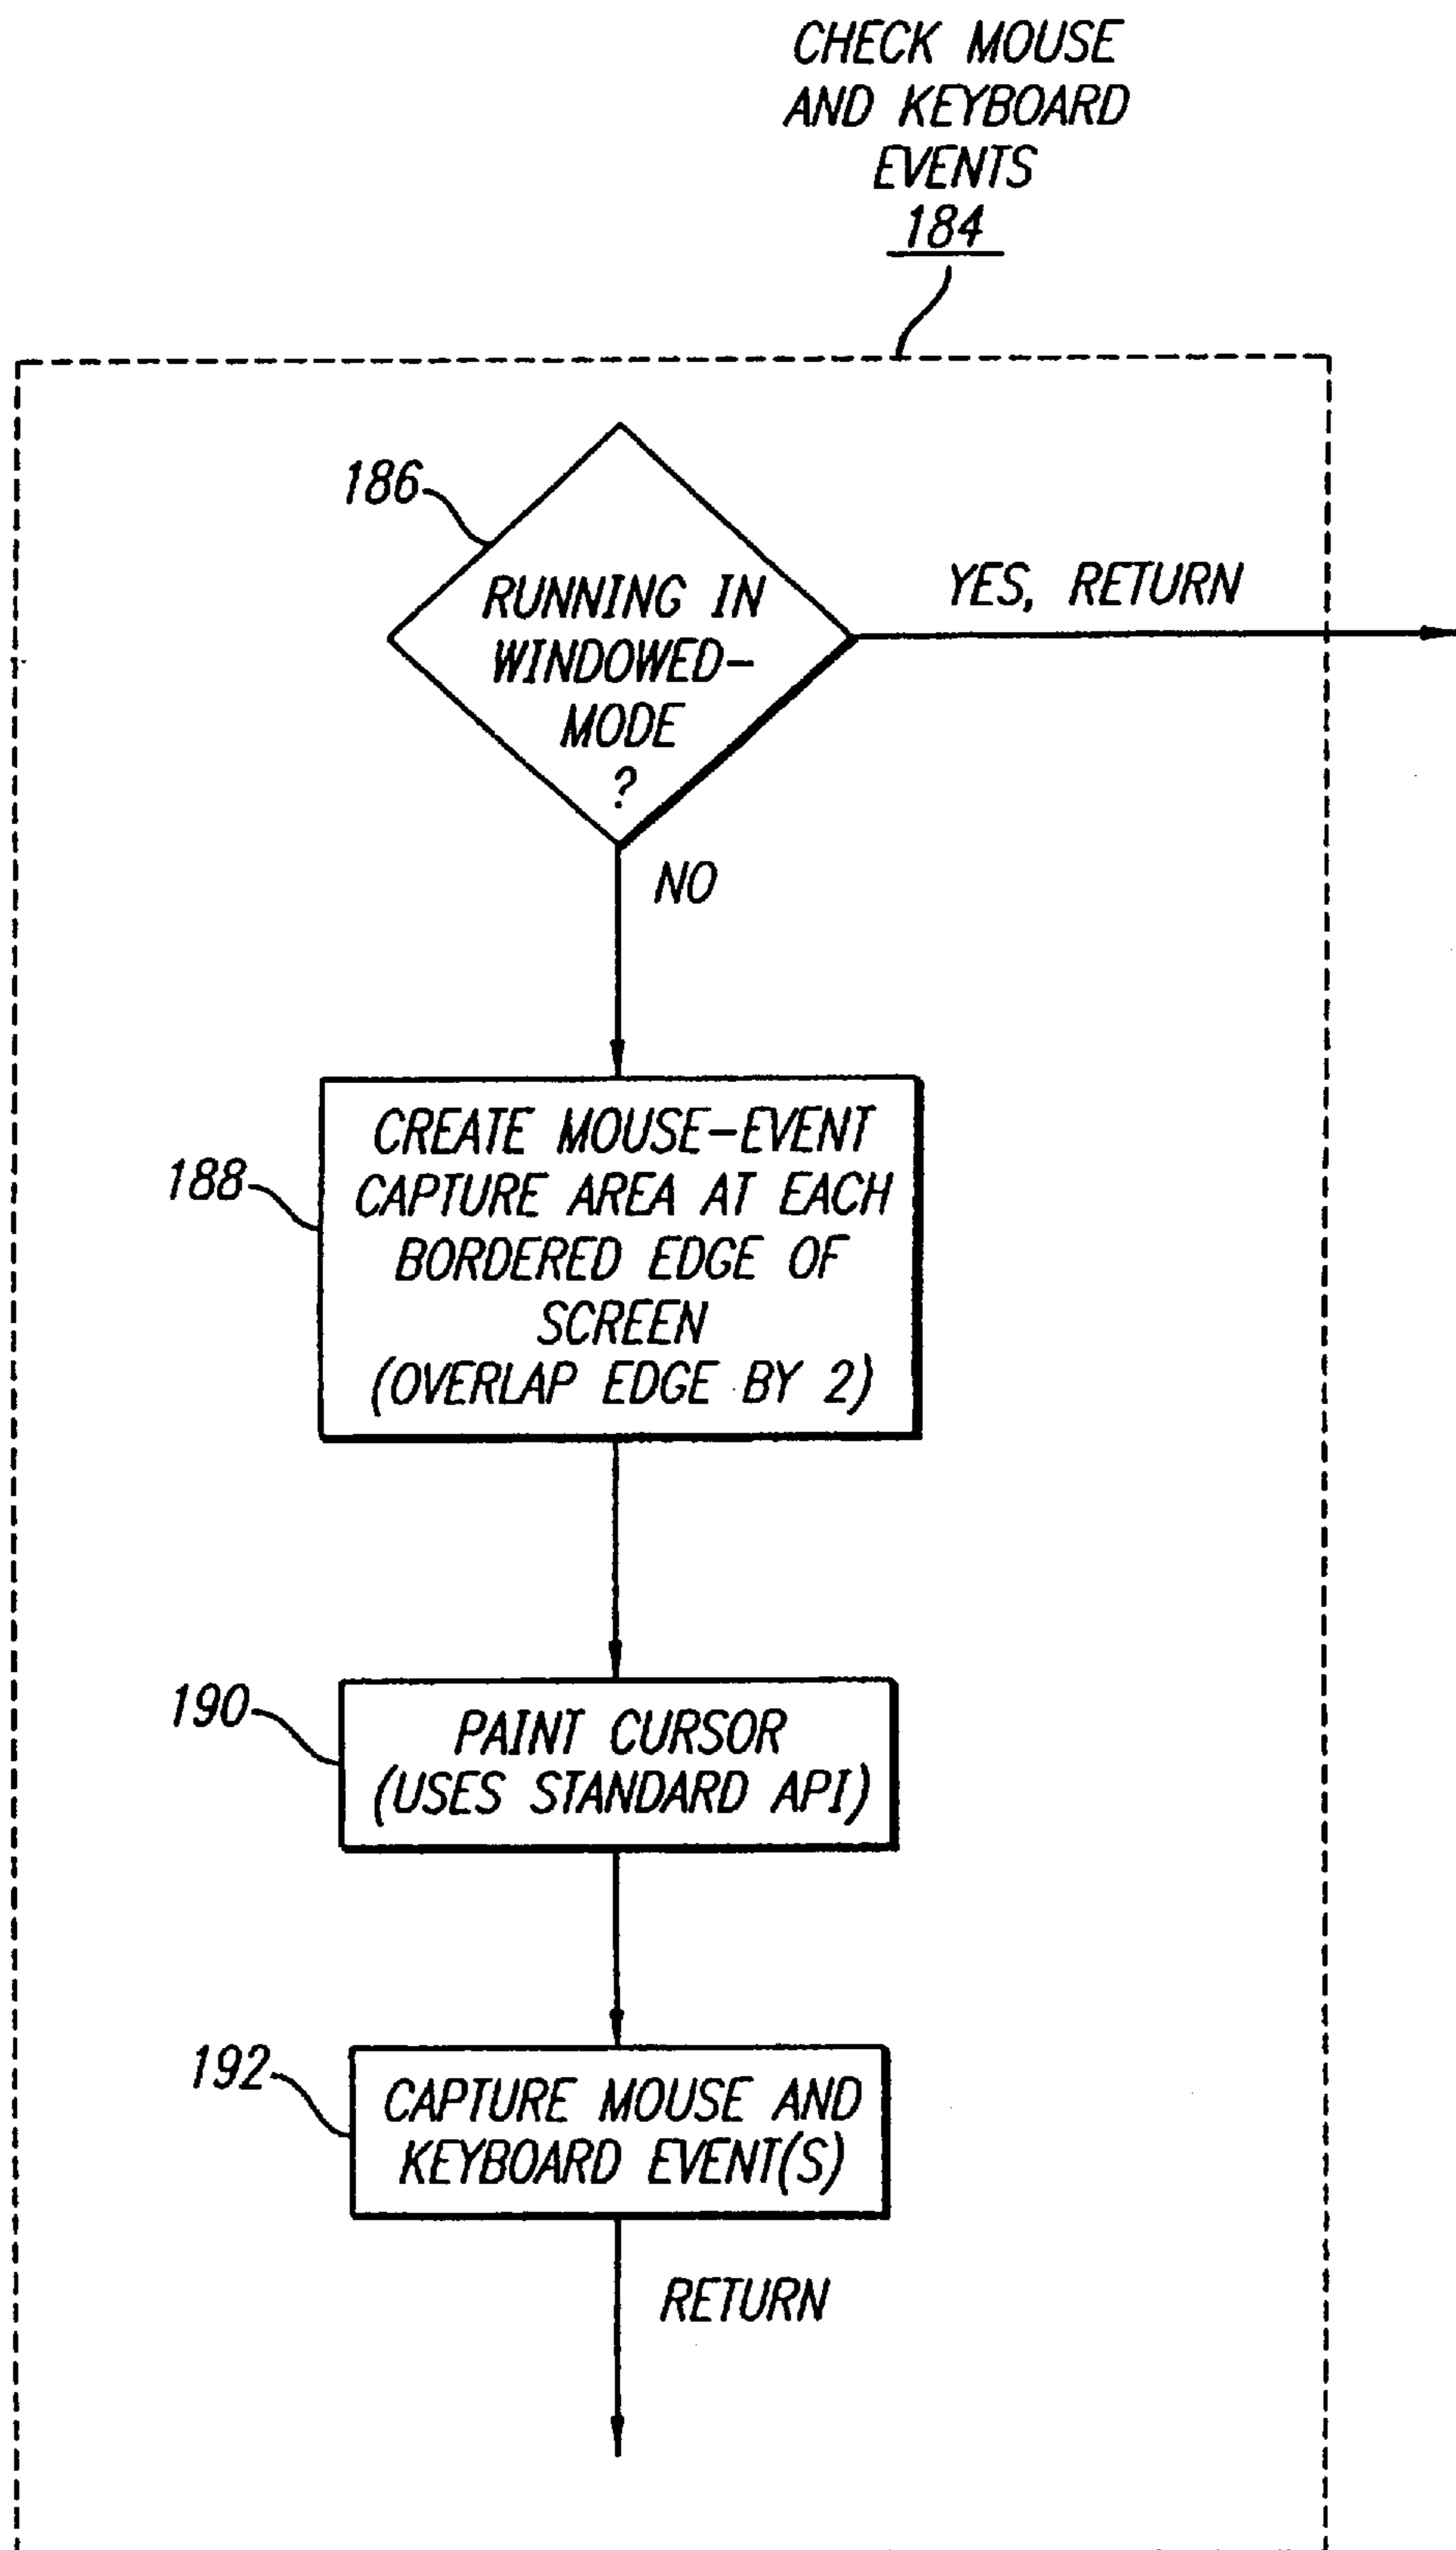 CHECK MOUSE
AND KEYBOARD
EVENTS
184
186
RUNNING IN
WINDOWED-
MODE
?
YES, RETURN
NO
188
CREATE MOUSE-EVENT
CAPTURE AREA AT EACH
BORDERED EDGE OF
SCREEN
(OVERLAP EDGE BY 2)
190
PAINT CURSOR
(USES STANDARD API)
192
CAPTURE MOUSE AND
KEYBOARD EVENT(S)
RETURN